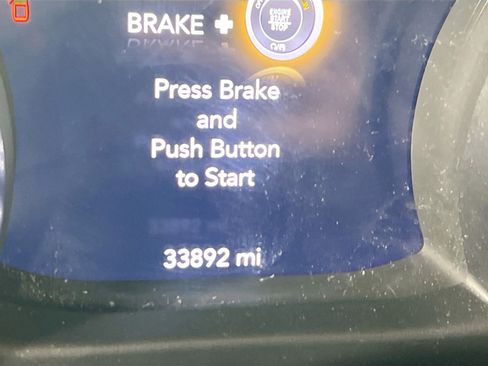 BRAKE +
ENGINE
START
STOP
Press Brake
and
Push Button
to Start
33892 mi